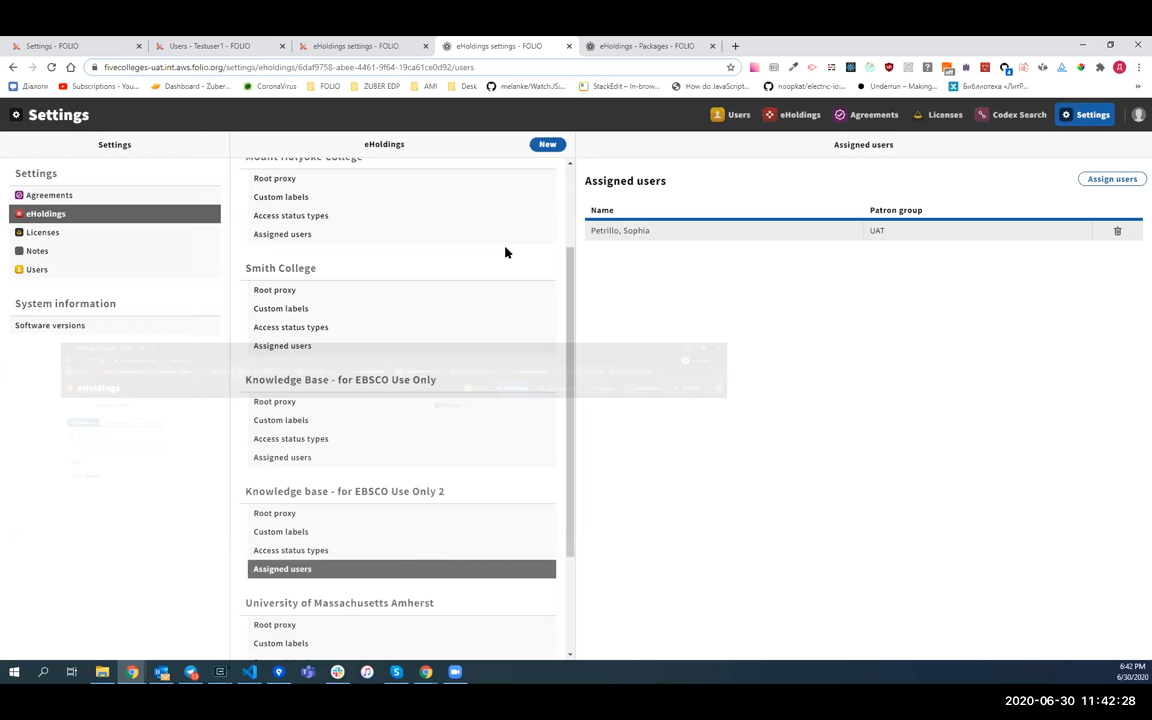 Settings - FOLIO
Users - Testuser1 - FOLIO
eHoldings settings - FOLIO
eHoldings settings - FOLIO
eHoldings - Packages - FOLIO
fivecolleges-uat.int.aws.folio.org/settings/eholdings/6daf9758-abee-4461-9f64-19ca61ce0d92/users
Діалоги
Subscriptions - You...
Dashboard - Zuber...
CoronaVirus
FOLIO
ZUBER EDP
AMI
Desk
melanke/Watch.JS:...
StackEdit – In-brow...
How do JavaScript...
noopkat/electric-io:...
Underrun – Making...
Библиотека «ЛитР...
Settings
Users
eHoldings
Agreements
Licenses
Codex Search
Settings
Settings
eHoldings
New
Assigned users
Settings
Agreements
eHoldings
Licenses
Notes
Users
System information
Software versions
Mount Holyoke College
Root proxy
Custom labels
Access status types
Assigned users
Smith College
Root proxy
Custom labels
Access status types
Assigned users
Knowledge Base - for EBSCO Use Only
Root proxy
Custom labels
Access status types
Assigned users
Knowledge base - for EBSCO Use Only 2
Root proxy
Custom labels
Access status types
Assigned users
University of Massachusetts Amherst
Root proxy
Custom labels
Assigned users
Assign users
Name
Patron group
Petrillo, Sophia
UAT
eHoldings
6:42 PM
6/30/2020
2020-06-30 11:42:28